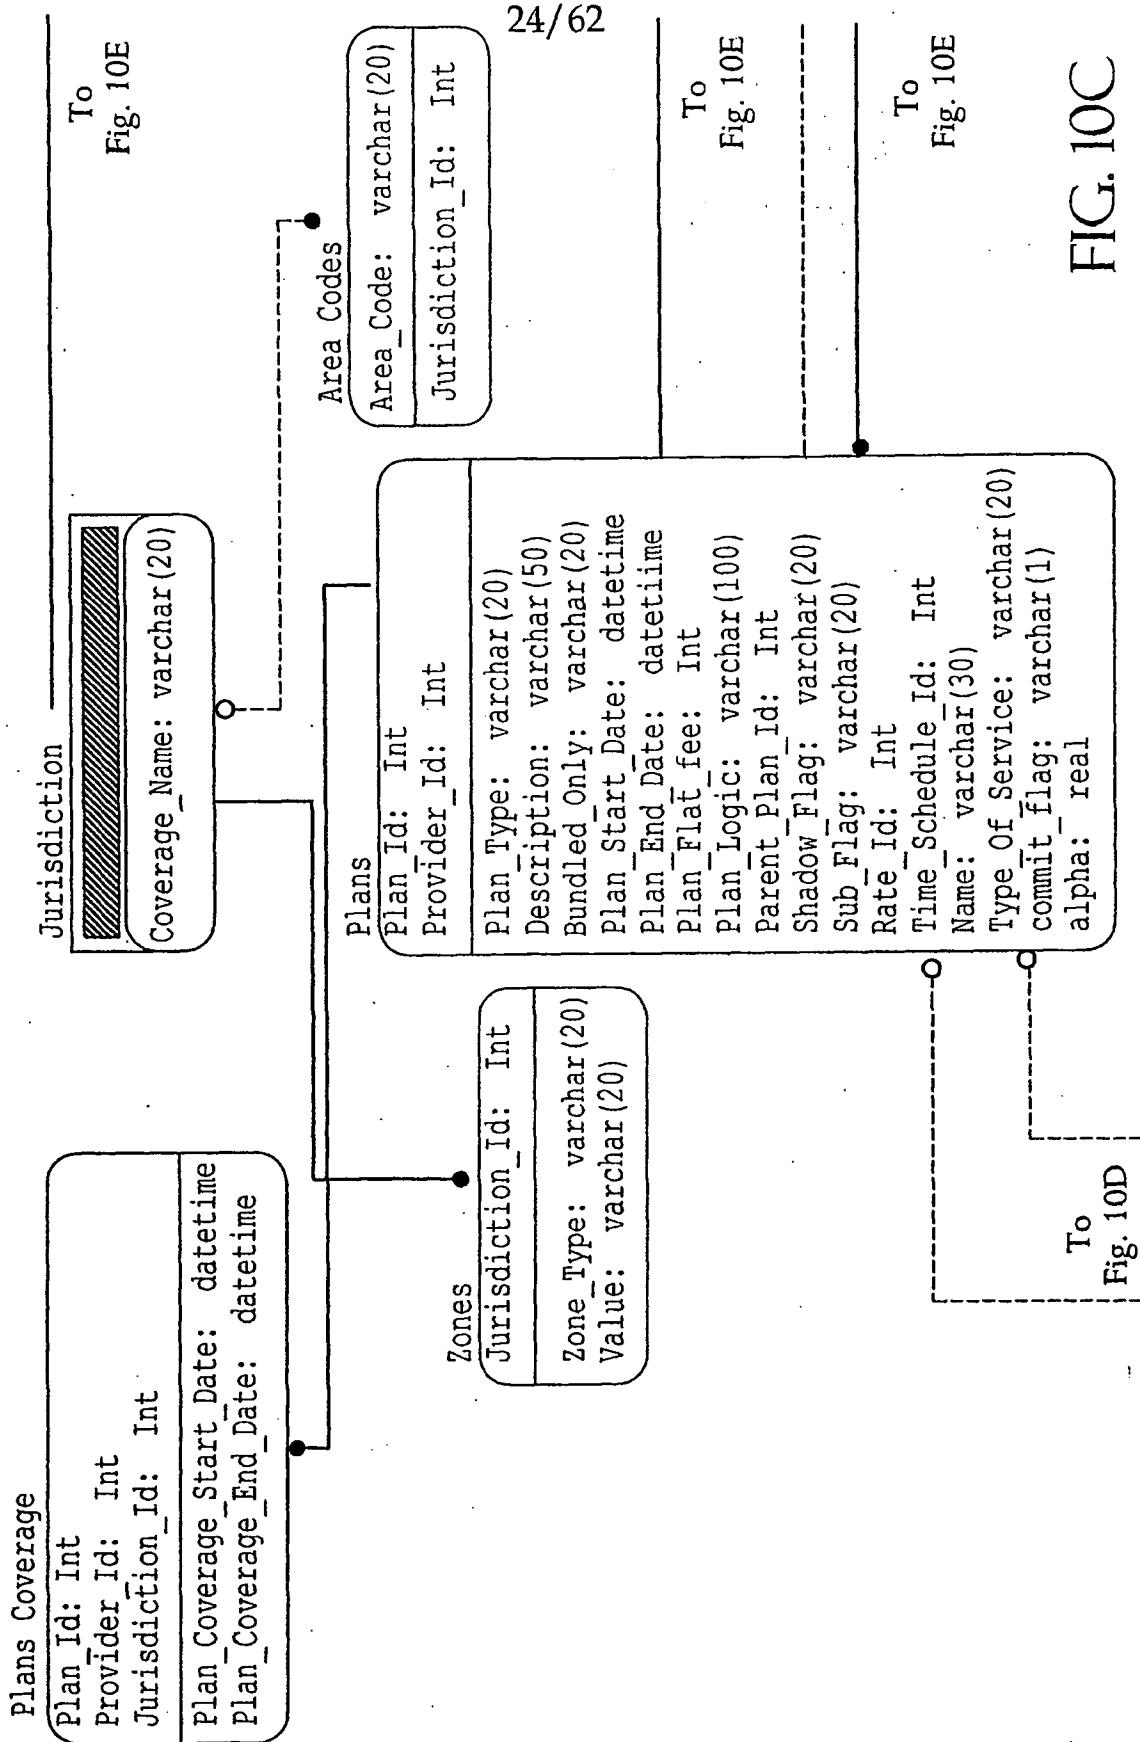 24/62
Plans Coverage
Plan_Id: Int
Provider_Id: Int
Jurisdiction_Id: Int
Plan_Coverage_Start_Date: datetime
Plan_Coverage_End_Date: datetime
Jurisdiction
Coverage_Name: varchar(20)
To
Fig. 10E
Area Codes
Area_Code: varchar(20)
Jurisdiction_Id: Int
Zones
Jurisdiction_Id: Int
Zone_Type: varchar(20)
Value: varchar(20)
Plans
Plan_Id: Int
Provider_Id: Int
Plan_Type: varchar(20)
Description: varchar(50)
Bundled_Only: varchar(20)
Plan_Start_Date: datetime
Plan_End_Date: datetiime
Plan_Flat_fee: Int
Plan_Logic: varchar(100)
Parent_Plan_Id: Int
Shadow_Flag: varchar(20)
Sub_Flag: varchar(20)
Rate_Id: Int
Time_Schedule_Id: Int
Name: varchar(30)
Type_Of_Service: varchar(20)
commit_flag: varchar(1)
alpha: real
To
Fig. 10E
To
Fig. 10E
To
Fig. 10D
FIG. 10C